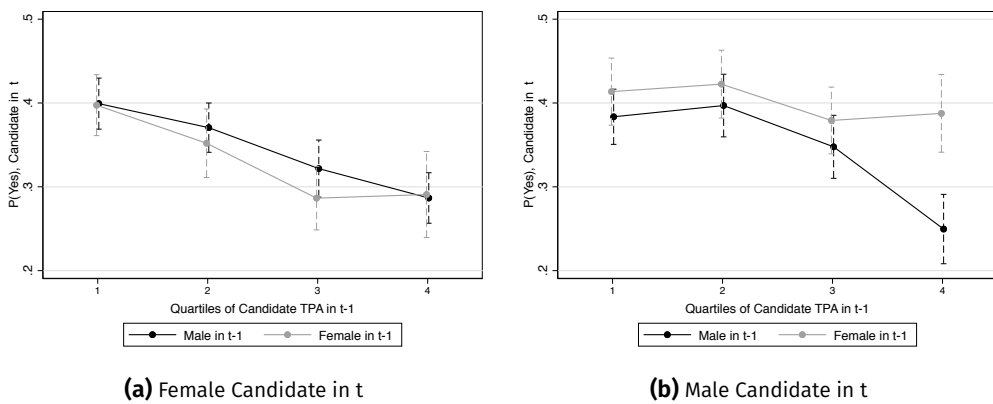 P(Yes), Candidate in t
.5
.4
.3
.2
1 2 3 4
Quartiles of Candidate TPA in t-1
Male in t-1 Female in t-1
(a) Female Candidate in t
P(Yes), Candidate in t
.5
.4
.3
.2
1 2 3 4
Quartiles of Candidate TPA in t-1
Male in t-1 Female in t-1
(b) Male Candidate in t